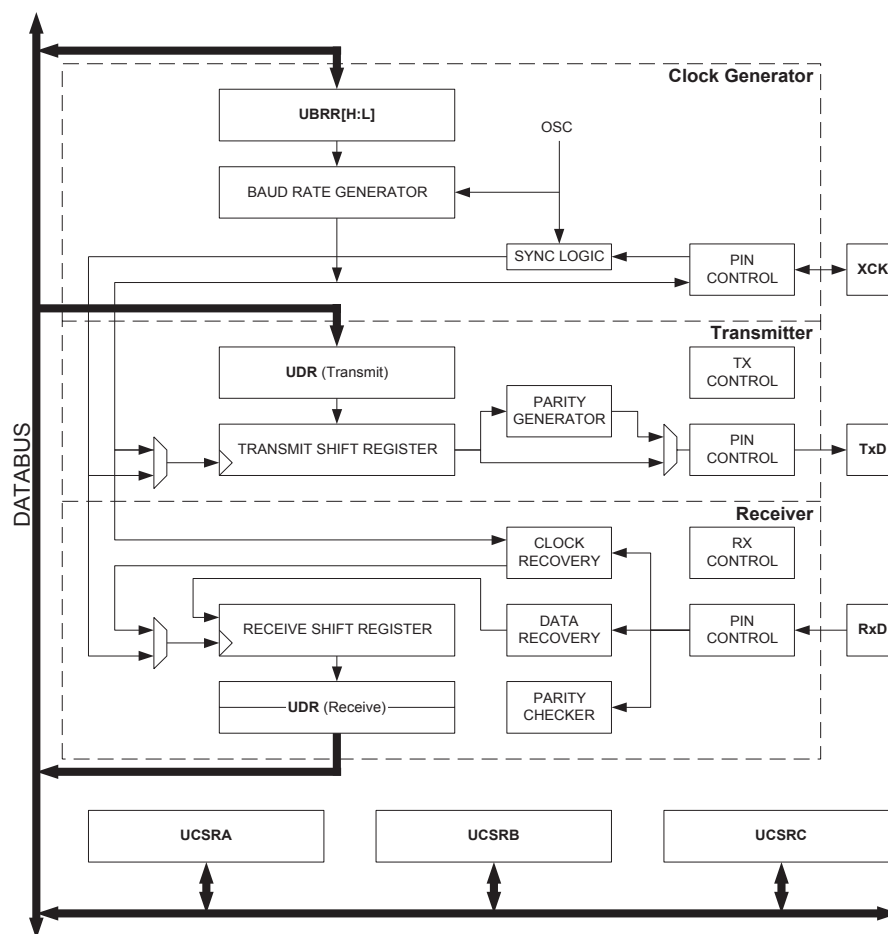 Clock Generator
UBRR[H:L]
OSC
BAUD RATE GENERATOR
SYNC LOGIC
PIN
CONTROL
XCK
Transmitter
UDR (Transmit)
TX
CONTROL
PARITY
GENERATOR
TRANSMIT SHIFT REGISTER
PIN
CONTROL
TxD
DATABUS
Receiver
CLOCK
RECOVERY
RX
CONTROL
RECEIVE SHIFT REGISTER
DATA
RECOVERY
PIN
CONTROL
RxD
UDR (Receive)
PARITY
CHECKER
UCSRA
UCSRB
UCSRC